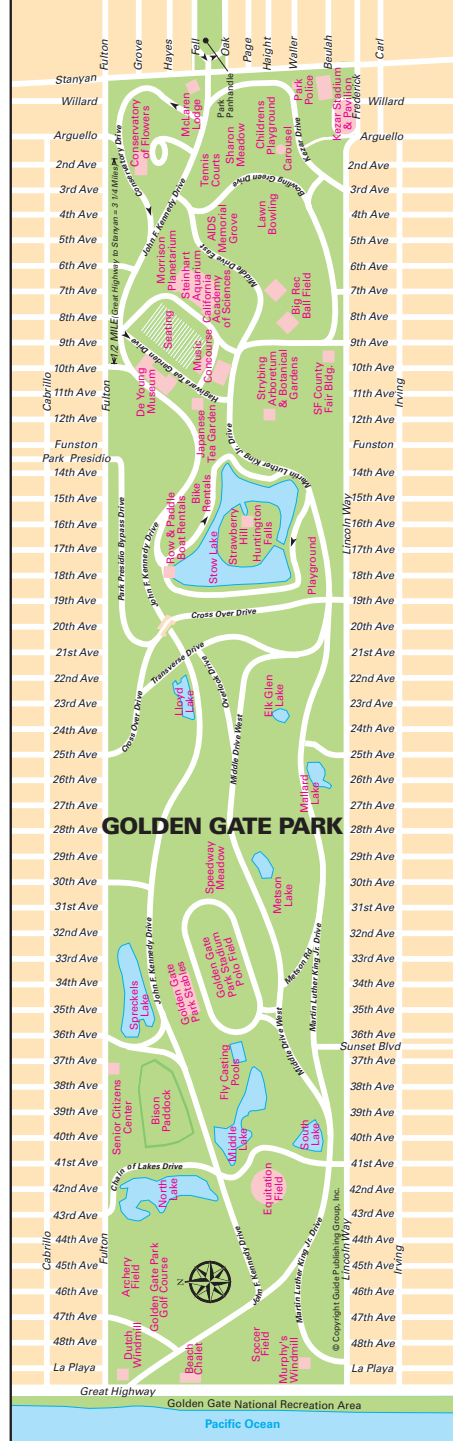 Fulton
Grove
Hayes
Fell
Oak
Page
Haight
Waller
Beulah
Frederick
Carl
Stanyan
Park
Panhandle
Willard
Willard
Arguello
Arguello
McLaren
Lodge
Conservatory
of Flowers
Conservatory Drive
Park
Police
Kezar Stadium
& Pavilion
Kezar Drive
Childrens
Playground
Carousel
Sharon
Meadow
Tennis
Courts
Bowling Green Drive
Lawn
Bowling
AIDS
Memorial
Grove
Middle Drive East
John F. Kennedy Drive
1/2 MILE (Great Highway to Stanyan = 3 1/4 Miles)
2nd Ave
2nd Ave
3rd Ave
3rd Ave
4th Ave
4th Ave
5th Ave
5th Ave
6th Ave
6th Ave
7th Ave
7th Ave
8th Ave
8th Ave
9th Ave
9th Ave
10th Ave
10th Ave
11th Ave
11th Ave
12th Ave
12th Ave
Morrison
Planetarium
Steinhart
Aquarium
California
Academy
of Sciences
Big Rec
Ball Field
Seating
Music
Concourse
Hagiwara Tea Garden Drive
De Young
Museum
Japanese
Tea Garden
Strybing
Arboretum
& Botanical
Gardens
SF County
Fair Bldg.
Cabrillo
Fulton
Irving
Funston
Funston
Park Presidio
Martin Luther King Jr. Drive
14th Ave
14th Ave
15th Ave
15th Ave
16th Ave
16th Ave
17th Ave
17th Ave
18th Ave
18th Ave
19th Ave
19th Ave
20th Ave
20th Ave
21st Ave
21st Ave
22nd Ave
22nd Ave
23rd Ave
23rd Ave
24th Ave
24th Ave
25th Ave
25th Ave
26th Ave
26th Ave
27th Ave
27th Ave
28th Ave
28th Ave
Lincoln Way
Park Presidio Bypass Drive
John F. Kennedy Drive
Row & Paddle
Boat Rentals
Bike
Rentals
Stow Lake
Strawberry
Hill
Huntington
Falls
Playground
Cross Over Drive
Transverse Drive
Overlook Drive
Cross Over Drive
Lloyd
Lake
Elk Glen
Lake
Middle Drive West
Mallard
Lake
GOLDEN GATE PARK
29th Ave
29th Ave
30th Ave
30th Ave
31st Ave
31st Ave
32nd Ave
32nd Ave
33rd Ave
33rd Ave
34th Ave
34th Ave
35th Ave
35th Ave
36th Ave
36th Ave
Sunset Blvd
37th Ave
37th Ave
38th Ave
38th Ave
39th Ave
39th Ave
40th Ave
40th Ave
41st Ave
41st Ave
42nd Ave
42nd Ave
43rd Ave
43rd Ave
44th Ave
44th Ave
45th Ave
45th Ave
46th Ave
46th Ave
47th Ave
47th Ave
48th Ave
48th Ave
La Playa
La Playa
Speedway
Meadow
Metson
Lake
Golden Gate
Park Stadium
Polo Field
Golden Gate
Park Stables
John F. Kennedy Drive
Spreckels
Lake
Metson Rd
Martin Luther King Jr. Drive
Middle Drive West
Senior Citizens
Center
Bison
Paddock
Fly Casting
Pools
Middle
Lake
South
Lake
Chain of Lakes Drive
North
Lake
Equitation
Field
Cabrillo
Fulton
Lincoln Way
Irving
Archery
Field
Golden Gate Park
Golf Course
N
John F. Kennedy Drive
Martin Luther King Jr. Drive
© Copyright Guide Publishing Group, Inc.
Dutch
Windmill
Beach
Chalet
Soccer
Field
Murphy's
Windmill
Great Highway
Golden Gate National Recreation Area
Pacific Ocean